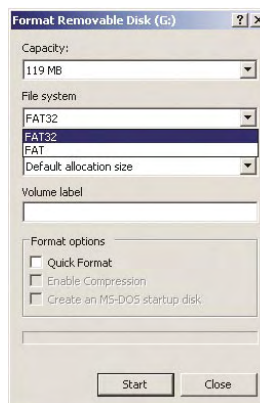 Format Removable Disk (G:)
Capacity:
119 MB
File system
FAT32
FAT32
FAT
Default allocation size
Volume label
Format options
Quick Format
Enable Compression
Create an MS-DOS startup disk
Start
Close